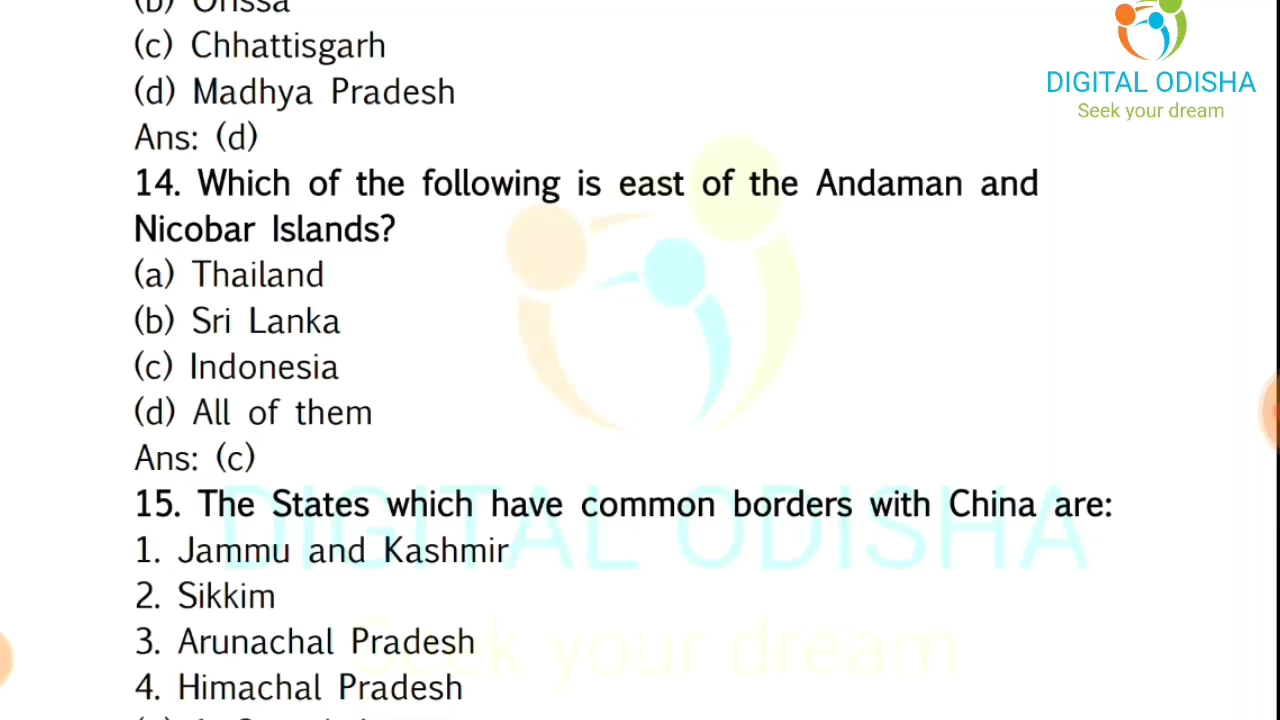 (b) Orissa
(c) Chhattisgarh
(d) Madhya Pradesh
Ans: (d)
14. Which of the following is east of the Andaman and
Nicobar Islands?
(a) Thailand
(b) Sri Lanka
(c) Indonesia
(d) All of them
Ans: (c)
15. The States which have common borders with China are:
1. Jammu and Kashmir
2. Sikkim
3. Arunachal Pradesh
4. Himachal Pradesh
DIGITAL ODISHA
Seek your dream
DIGITAL ODISHA
Seek your dream